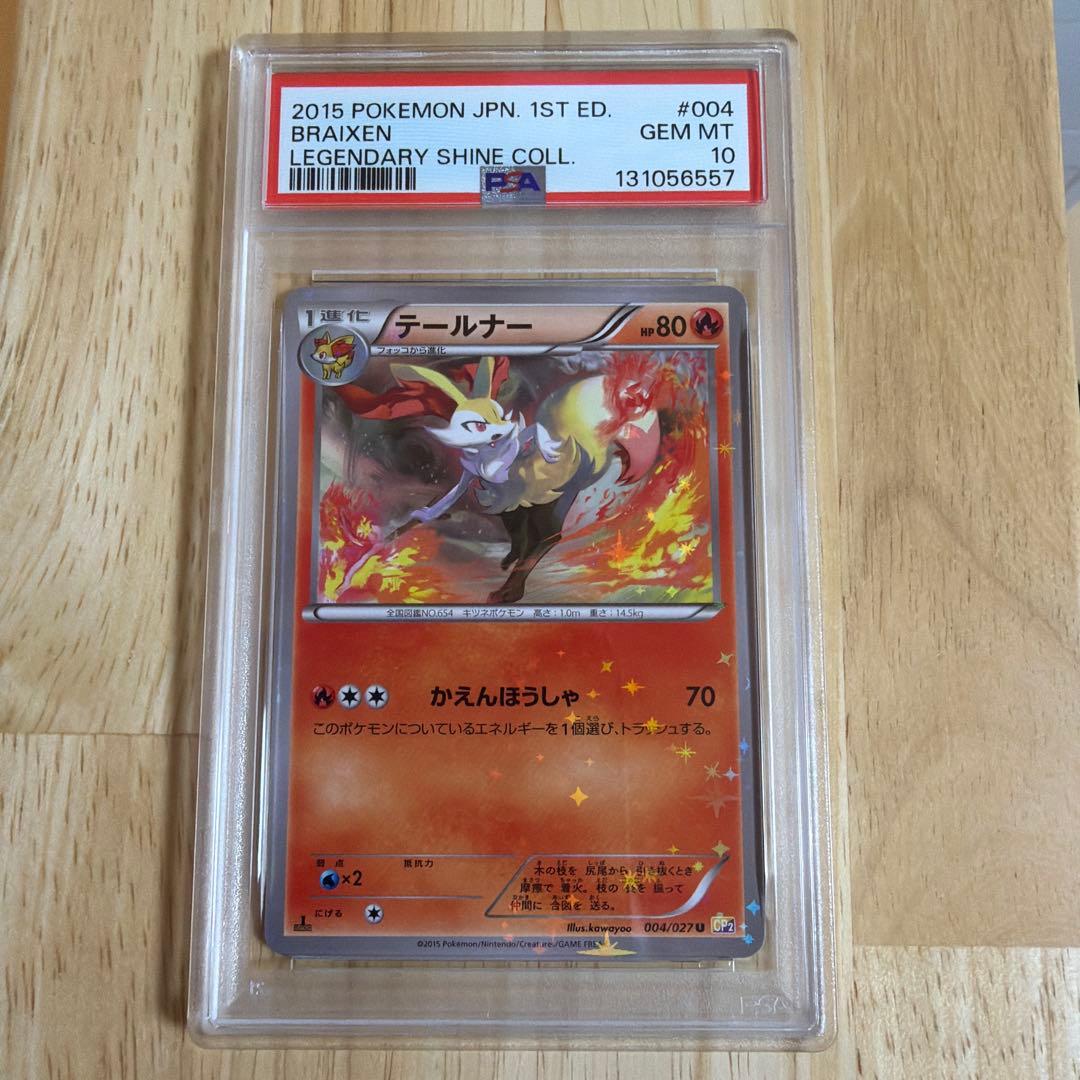 2015 POKEMON JPN. 1ST ED. #004
BRAIXEN GEM MT
LEGENDARY SHINE COLL. 10
PSA 131056557
1進化 テールナー HP80
フォッコから進化
全国図鑑NO.654 キツネポケモン 高さ：1.0m 重さ：14.5kg
かえんほうしゃ 70
このポケモンについているエネルギーを1個選び、トラッシュする。
弱点 抵抗力
×2
にげる
木の枝を 尻尾から 引き抜くとき
摩擦で 着火。枝の 炎を 振って
仲間に 合図を 送る。
Illus.kawayoo 004/027 U CP2
©2015 Pokémon/Nintendo/Creatures/GAME FREAK
PSA